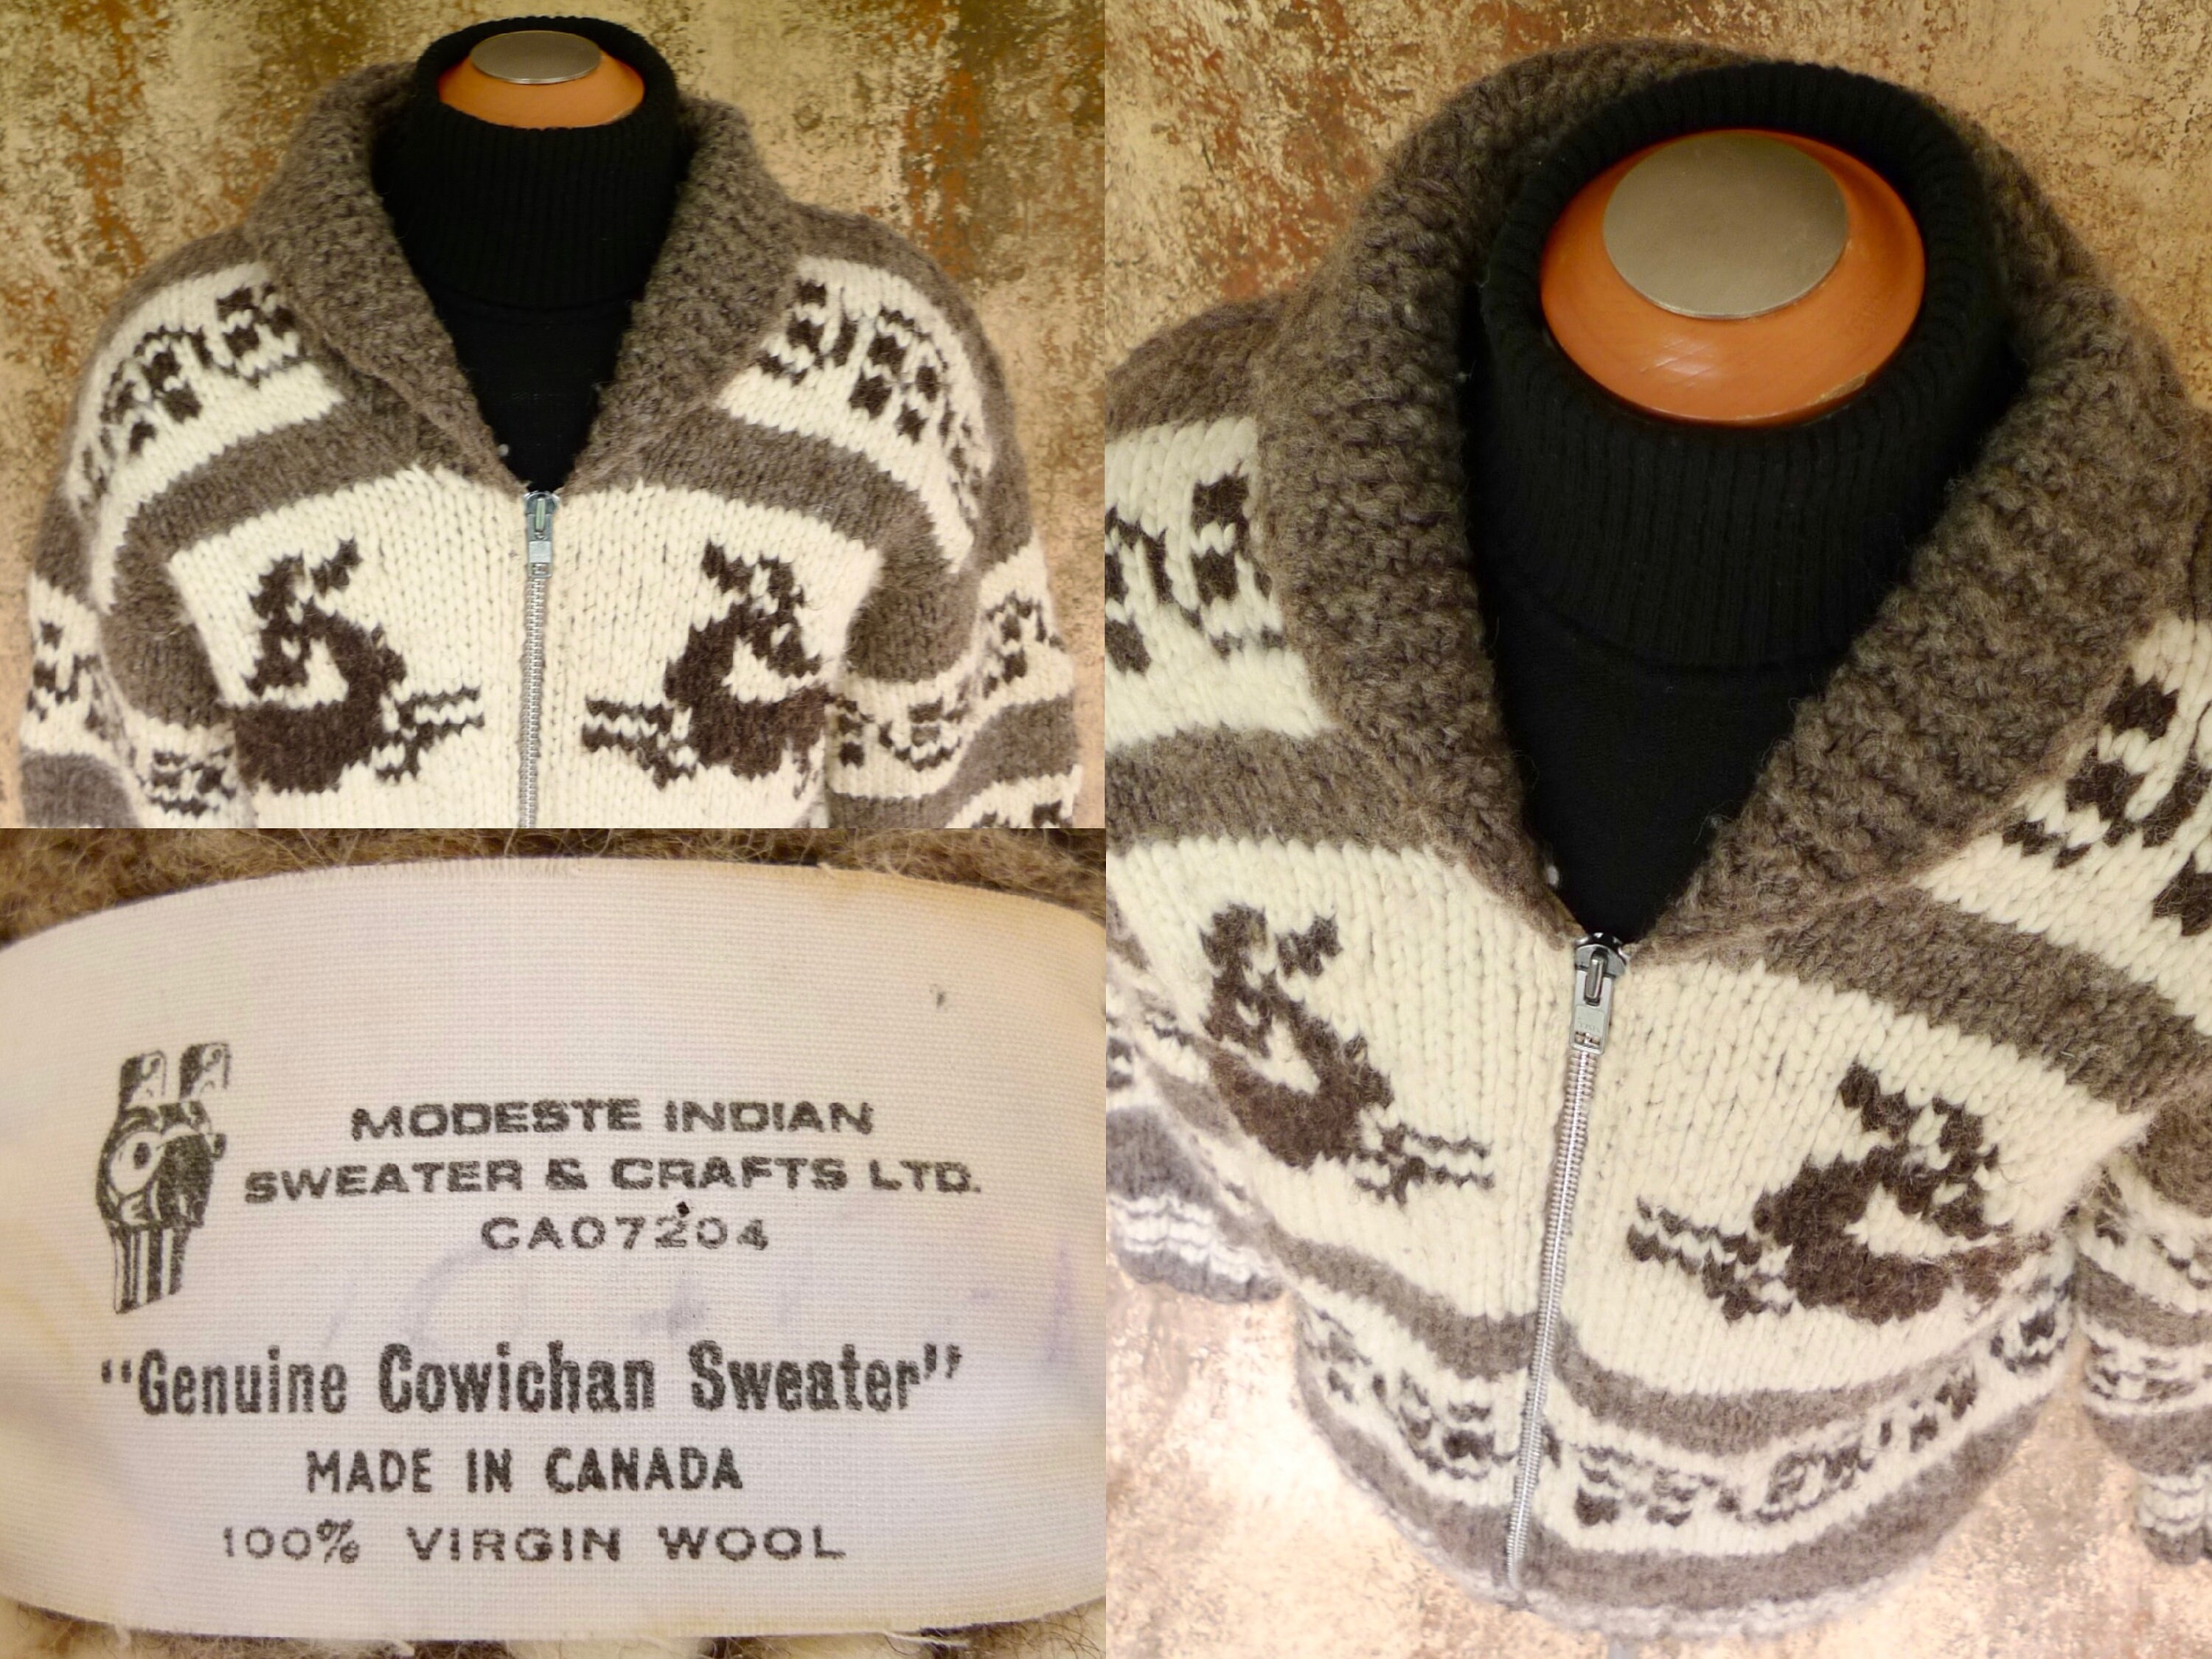 MODESTE INDIAN
SWEATER & CRAFTS LTD.
CA07204
"Genuine Cowichan Sweater"
MADE IN CANADA
100% VIRGIN WOOL